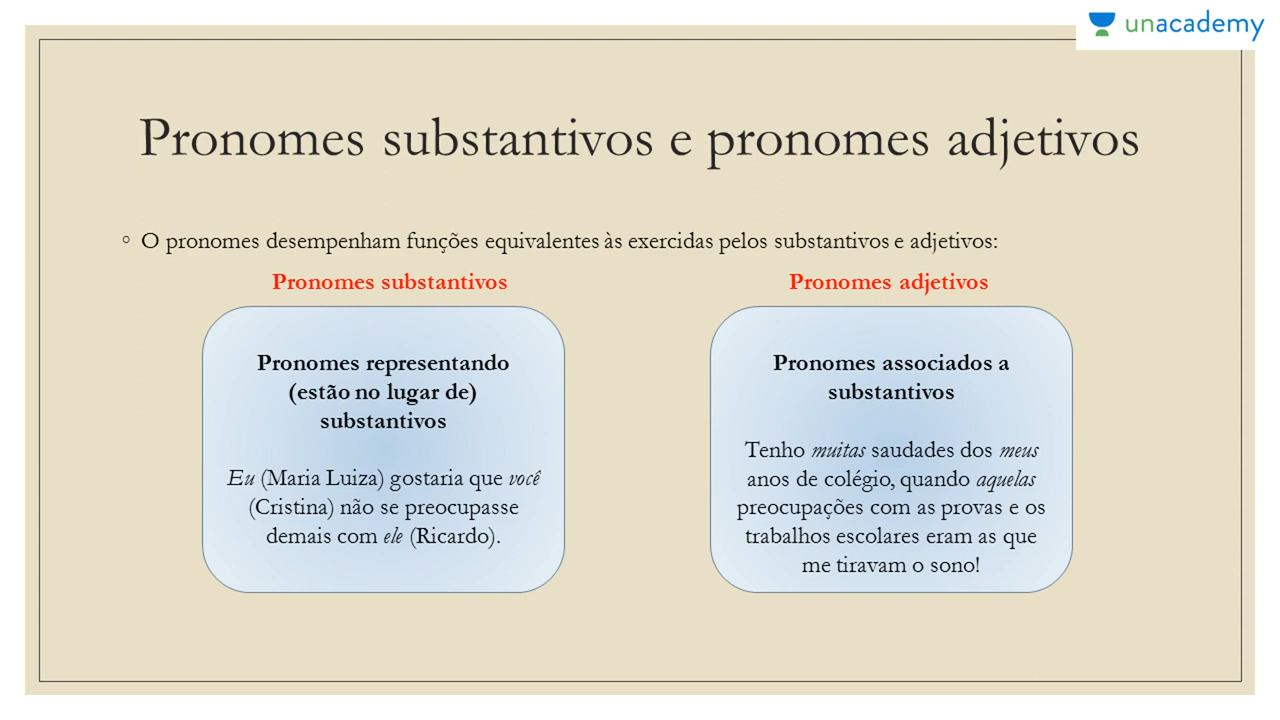 unacademy
Pronomes substantivos e pronomes adjetivos
◦ O pronomes desempenham funções equivalentes às exercidas pelos substantivos e adjetivos:
Pronomes substantivos
Pronomes representando
(estão no lugar de)
substantivos
Eu (Maria Luiza) gostaria que você
(Cristina) não se preocupasse
demais com ele (Ricardo).
Pronomes adjetivos
Pronomes associados a
substantivos
Tenho muitas saudades dos meus
anos de colégio, quando aquelas
preocupações com as provas e os
trabalhos escolares eram as que
me tiravam o sono!